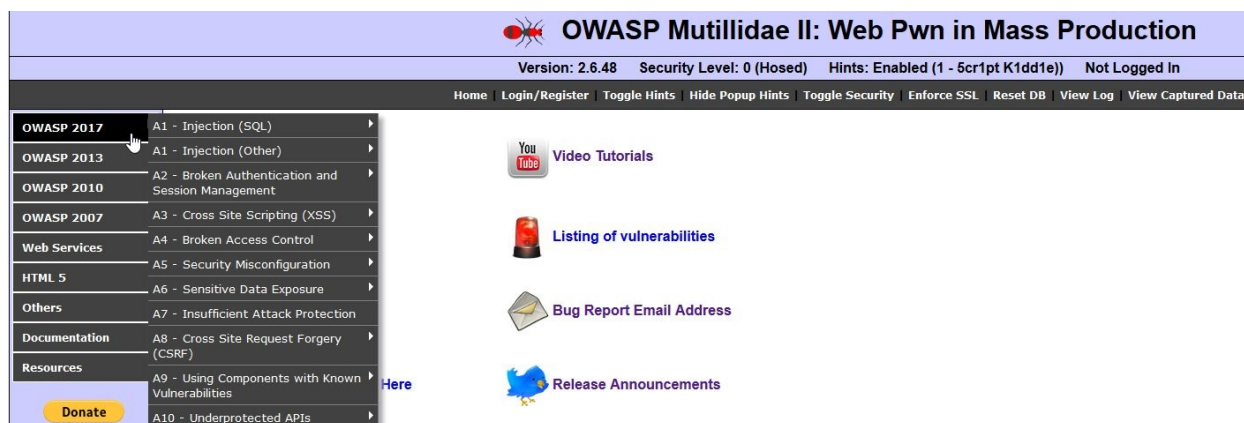 OWASP Mutillidae II: Web Pwn in Mass Production
Version: 2.6.48 Security Level: 0 (Hosed) Hints: Enabled (1 - 5cr1pt K1dd1e)) Not Logged In
Home | Login/Register | Toggle Hints | Hide Popup Hints | Toggle Security | Enforce SSL | Reset DB | View Log | View Captured Data
OWASP 2017
OWASP 2013
OWASP 2010
OWASP 2007
Web Services
HTML 5
Others
Documentation
Resources
Donate
A1 - Injection (SQL)
A1 - Injection (Other)
A2 - Broken Authentication and
Session Management
A3 - Cross Site Scripting (XSS)
A4 - Broken Access Control
A5 - Security Misconfiguration
A6 - Sensitive Data Exposure
A7 - Insufficient Attack Protection
A8 - Cross Site Request Forgery
(CSRF)
A9 - Using Components with Known
Vulnerabilities
A10 - Underprotected APIs
Here
You
Tube
Video Tutorials
Listing of vulnerabilities
Bug Report Email Address
Release Announcements